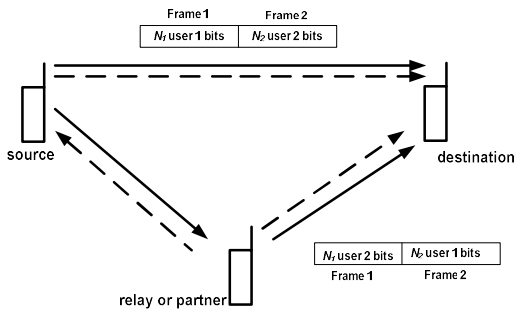 Frame 1 Frame 2
N₁ user 1 bits N₂ user 2 bits
source
destination
N₁ user 2 bits N₂ user 1 bits
Frame 1 Frame 2
relay or partner